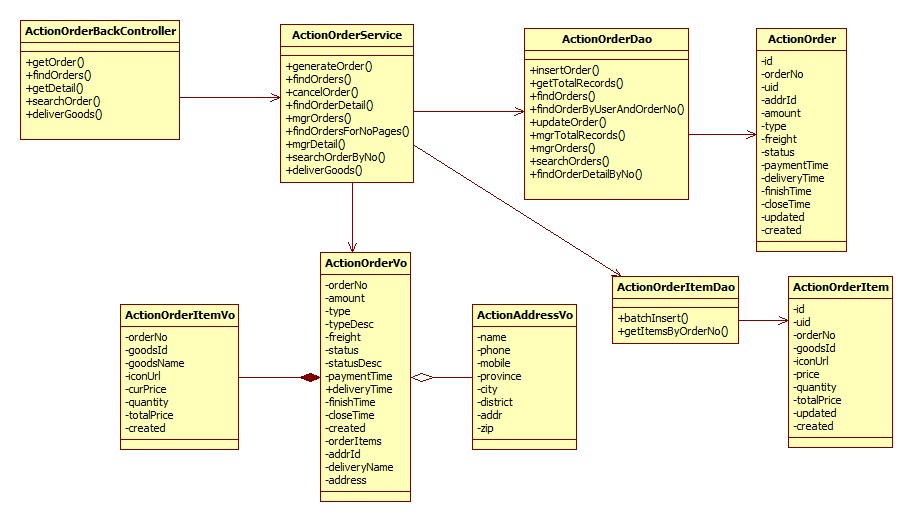 ActionOrderBackController
+getOrder()
+findOrders()
+getDetail()
+searchOrder()
+deliverGoods()
ActionOrderService
+generateOrder()
+findOrders()
+cancelOrder()
+findOrderDetail()
+mgrOrders()
+findOrdersForNoPages()
+mgrDetail()
+searchOrderByNo()
+deliverGoods()
ActionOrderDao
+insertOrder()
+getTotalRecords()
+findOrders()
+findOrderByUserAndOrderNo()
+updateOrder()
+mgrTotalRecords()
+mgrOrders()
+searchOrders()
+findOrderDetailByNo()
ActionOrder
-id
-orderNo
-uid
-addrId
-amount
-type
-freight
-status
-paymentTime
-deliveryTime
-finishTime
-closeTime
-updated
-created
ActionOrderItemVo
-orderNo
-goodsId
-goodsName
-iconUrl
-curPrice
-quantity
-totalPrice
-created
ActionOrderVo
-orderNo
-amount
-type
-typeDesc
-freight
-status
-statusDesc
-paymentTime
+deliveryTime
-finishTime
-closeTime
-created
-orderItems
-addrId
-deliveryName
-address
ActionAddressVo
-name
-phone
-mobile
-province
-city
-district
-addr
-zip
ActionOrderItemDao
+batchInsert()
+getItemsByOrderNo()
ActionOrderItem
-id
-uid
-orderNo
-goodsId
-iconUrl
-price
-quantity
-totalPrice
-updated
-created